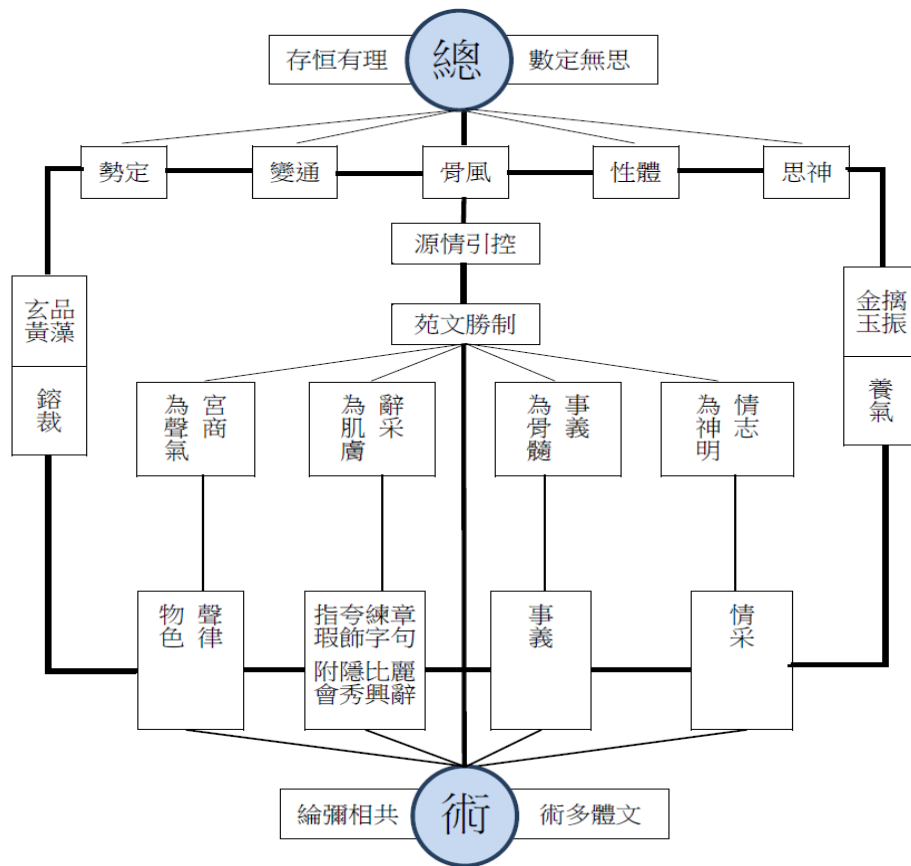 思無定數
總
理有恒存
神思
體性
風骨
通變
定勢
控引情源
制勝文苑
摛振
金玉
養氣
品藻
玄黃
鎔裁
情志
為神明
事義
為骨髓
辭采
為肌膚
宮商
為聲氣
情采
事義
章句
練字
夸飾
指瑕
麗辭
比興
隱秀
附會
聲律
物色
文體多術
術
共相彌綸